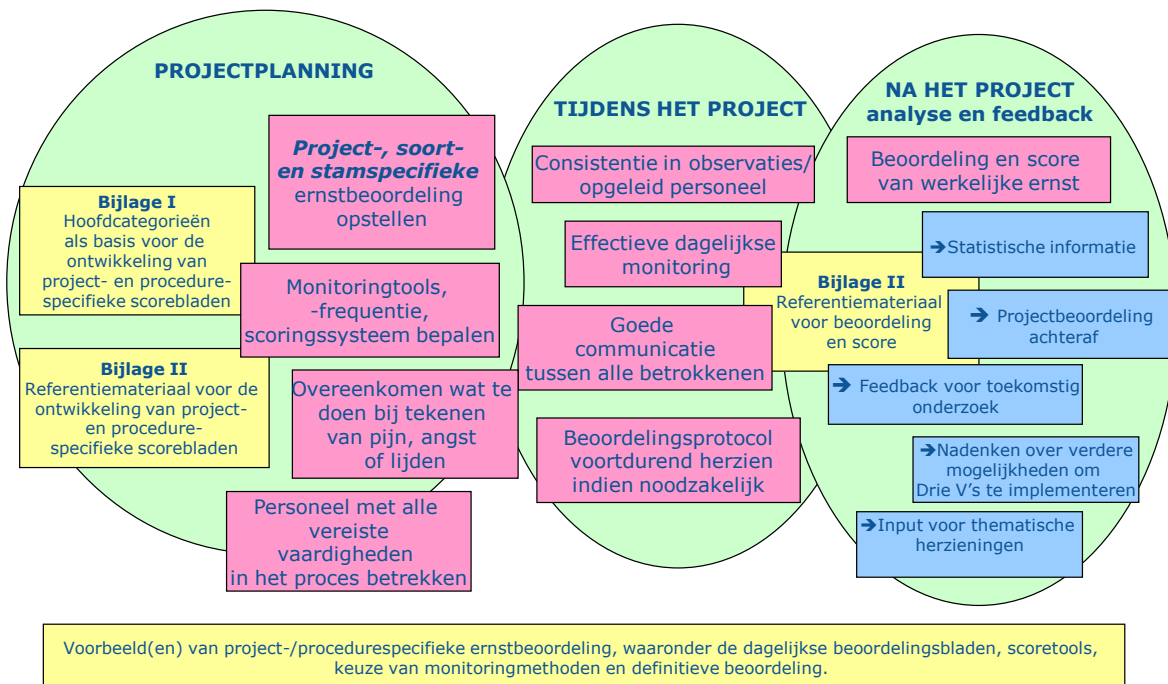 PROJECTPLANNING
Project-, soort-
en stamspecifieke
ernstbeoordeling
opstellen
Bijlage I
Hoofdcategorieën
als basis voor de
ontwikkeling van
project- en procedure-
specifieke scorebladen
Monitoringtools,
-frequentie,
scoringssysteem bepalen
Bijlage II
Referentiemateriaal voor de
ontwikkeling van project-
en procedure-
specifieke scorebladen
Overeenkomen wat te
doen bij tekenen
van pijn, angst
of lijden
Personeel met alle
vereiste
vaardigheden
in het proces betrekken
TIJDENS HET PROJECT
Consistentie in observaties/
opgeleid personeel
Effectieve dagelijkse
monitoring
Goede
communicatie
tussen alle betrokkenen
Beoordelingsprotocol
voortdurend herzien
indien noodzakelijk
NA HET PROJECT
analyse en feedback
Beoordeling en score
van werkelijke ernst
➔Statistische informatie
Bijlage II
Referentiemateriaal
voor beoordeling
en score
➔ Projectbeoordeling
achteraf
➔ Feedback voor toekomstig
onderzoek
➔Nadenken over verdere
mogelijkheden om
Drie V's te implementeren
➔Input voor thematische
herzieningen
Voorbeeld(en) van project-/procedurespecifieke ernstbeoordeling, waaronder de dagelijkse beoordelingsbladen, scoretools,
keuze van monitoringmethoden en definitieve beoordeling.